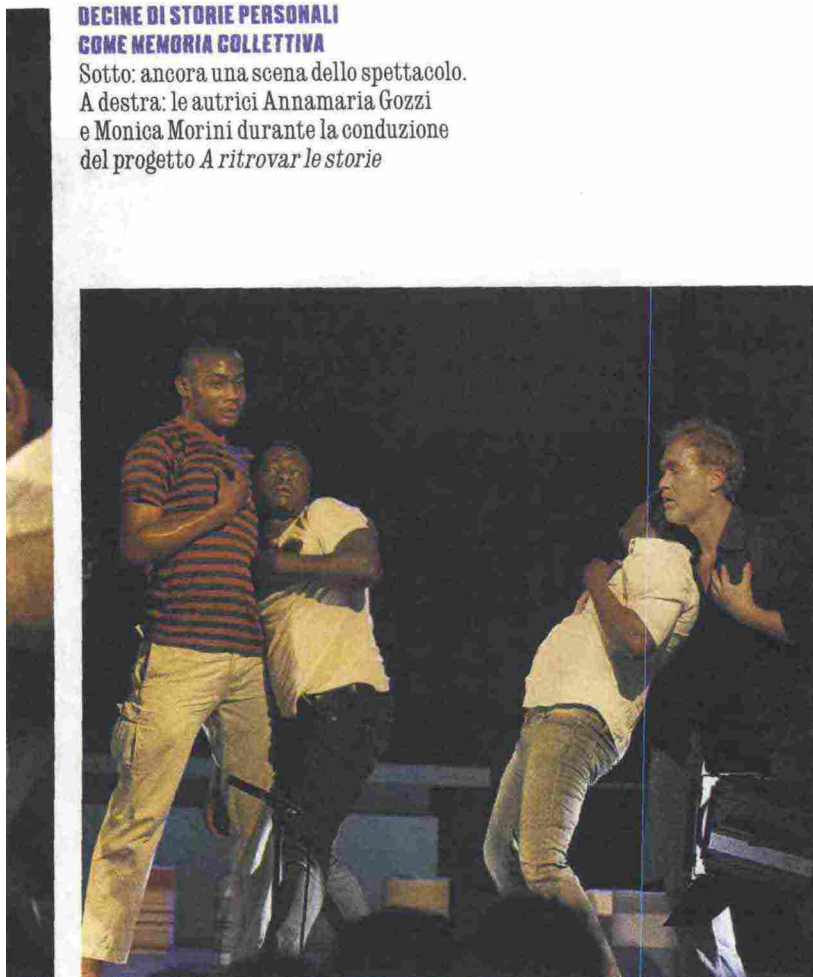 DECINE DI STORIE PERSONALI
COME MEMORIA COLLETTIVA
Sotto: ancora una scena dello spettacolo.
A destra: le autrici Annamaria Gozzi
e Monica Morini durante la conduzione
del progetto A ritrovar le storie